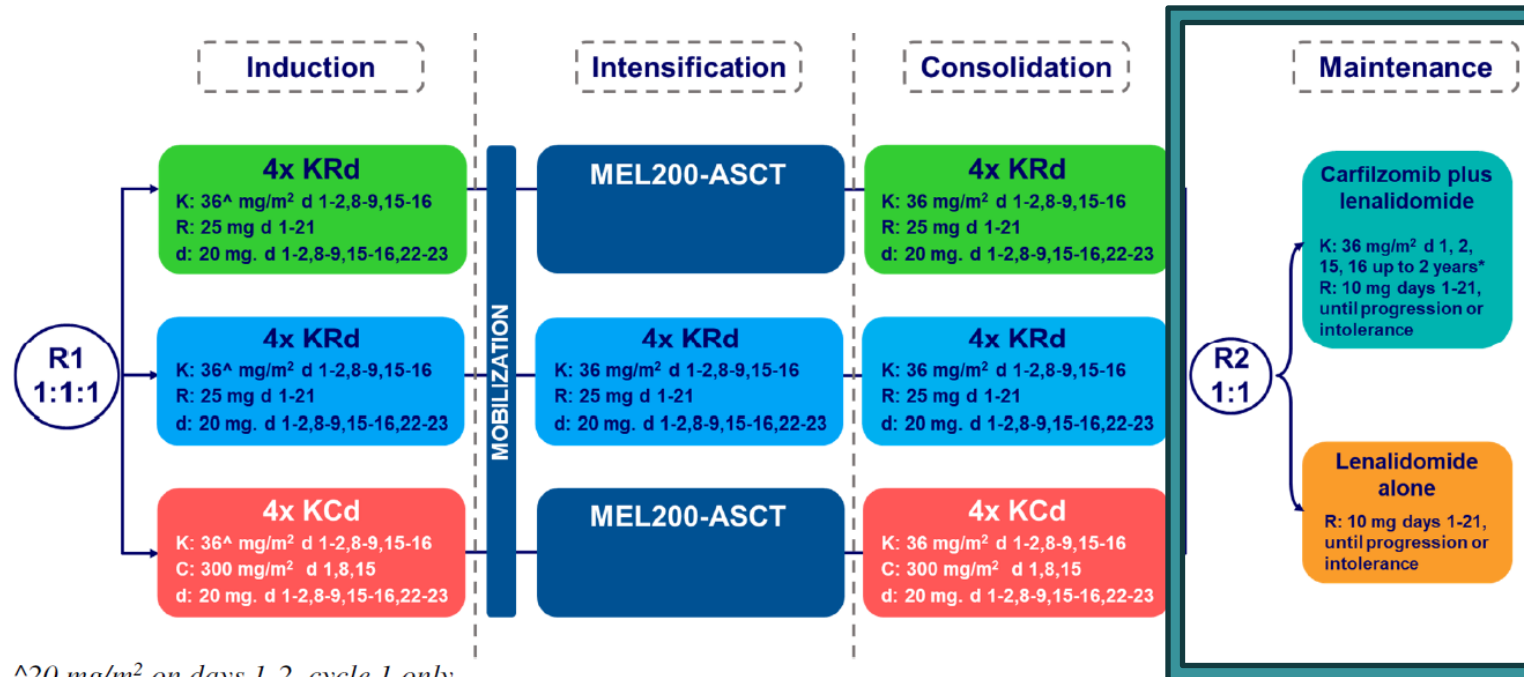 Induction
Intensification
Consolidation
Maintenance
R1
1:1:1
4x KRd
K: 36^ mg/m² d 1-2,8-9,15-16
R: 25 mg d 1-21
d: 20 mg. d 1-2,8-9,15-16,22-23
4x KRd
K: 36^ mg/m² d 1-2,8-9,15-16
R: 25 mg d 1-21
d: 20 mg. d 1-2,8-9,15-16,22-23
4x KCd
K: 36^ mg/m² d 1-2,8-9,15-16
C: 300 mg/m² d 1,8,15
d: 20 mg. d 1-2,8-9,15-16,22-23
MOBILIZATION
MEL200-ASCT
4x KRd
K: 36 mg/m² d 1-2,8-9,15-16
R: 25 mg d 1-21
d: 20 mg. d 1-2,8-9,15-16,22-23
MEL200-ASCT
4x KRd
K: 36 mg/m² d 1-2,8-9,15-16
R: 25 mg d 1-21
d: 20 mg. d 1-2,8-9,15-16,22-23
4x KRd
K: 36 mg/m² d 1-2,8-9,15-16
R: 25 mg d 1-21
d: 20 mg. d 1-2,8-9,15-16,22-23
4x KCd
K: 36 mg/m² d 1-2,8-9,15-16
C: 300 mg/m² d 1,8,15
d: 20 mg. d 1-2,8-9,15-16,22-23
R2
1:1
Carfilzomib plus
lenalidomide
K: 36 mg/m² d 1, 2,
15, 16 up to 2 years*
R: 10 mg days 1-21,
until progression or
intolerance
Lenalidomide
alone
R: 10 mg days 1-21,
until progression or
intolerance
^20 mg/m² on days 1-2, cycle 1 only